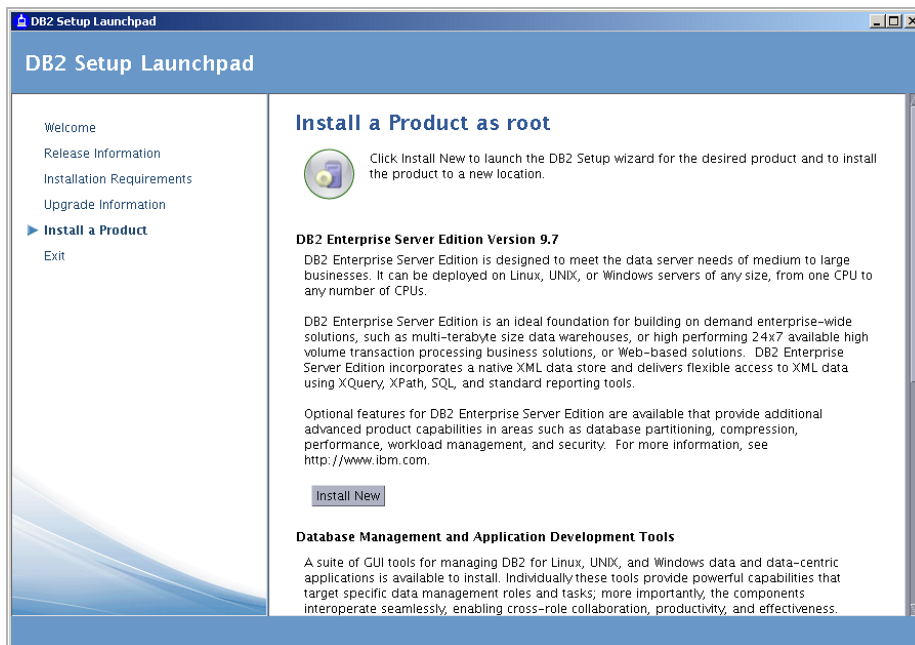 DB2 Setup Launchpad
DB2 Setup Launchpad
Welcome
Release Information
Installation Requirements
Upgrade Information
Install a Product
Exit
Install a Product as root
Click Install New to launch the DB2 Setup wizard for the desired product and to install
the product to a new location.
DB2 Enterprise Server Edition Version 9.7
DB2 Enterprise Server Edition is designed to meet the data server needs of medium to large
businesses. It can be deployed on Linux, UNIX, or Windows servers of any size, from one CPU to
any number of CPUs.
DB2 Enterprise Server Edition is an ideal foundation for building on demand enterprise-wide
solutions, such as multi-terabyte size data warehouses, or high performing 24x7 available high
volume transaction processing business solutions, or Web-based solutions. DB2 Enterprise
Server Edition incorporates a native XML data store and delivers flexible access to XML data
using XQuery, XPath, SQL, and standard reporting tools.
Optional features for DB2 Enterprise Server Edition are available that provide additional
advanced product capabilities in areas such as database partitioning, compression,
performance, workload management, and security. For more information, see
http://www.ibm.com.
Install New
Database Management and Application Development Tools
A suite of GUI tools for managing DB2 for Linux, UNIX, and Windows data and data-centric
applications is available to install. Individually these tools provide powerful capabilities that
target specific data management roles and tasks; more importantly, the components
interoperate seamlessly, enabling cross-role collaboration, productivity, and effectiveness.